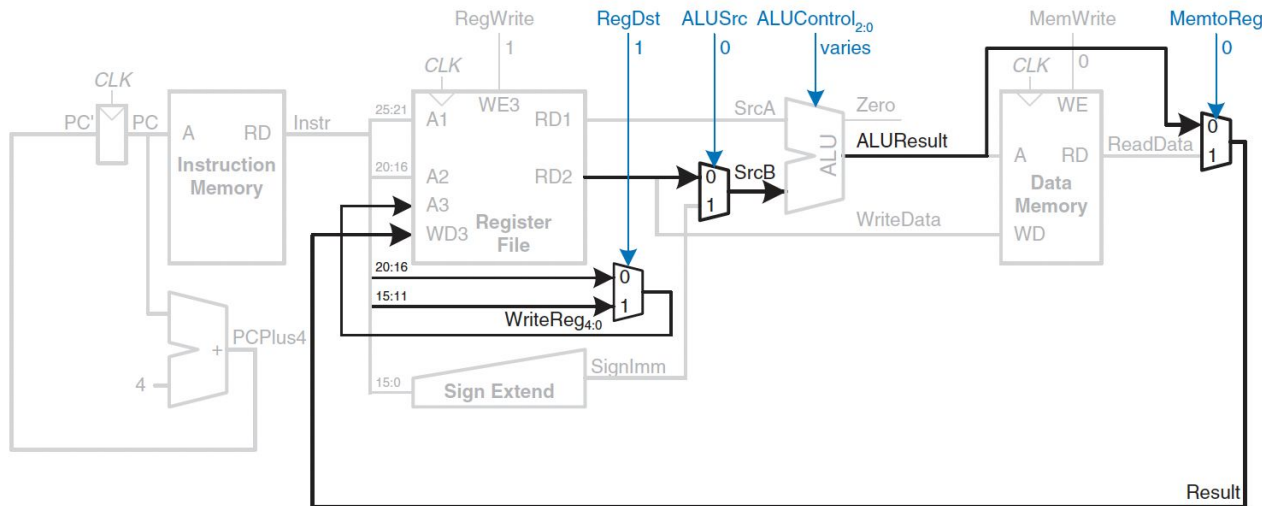 RegWrite
1
RegDst
1
ALUSrc
0
ALUControl2:0
varies
MemWrite
0
MemtoReg
0
CLK
PC'
PC
A
RD
Instruction
Memory
Instr
25:21
20:16
CLK
WE3
A1
RD1
A2
RD2
A3
WD3
Register
File
20:16
15:11
0
1
WriteReg4:0
15:0
Sign Extend
SignImm
4
+
PCPlus4
SrcA
0
1
SrcB
ALU
Zero
ALUResult
WriteData
CLK
WE
A
RD
Data
Memory
WD
ReadData
0
1
Result